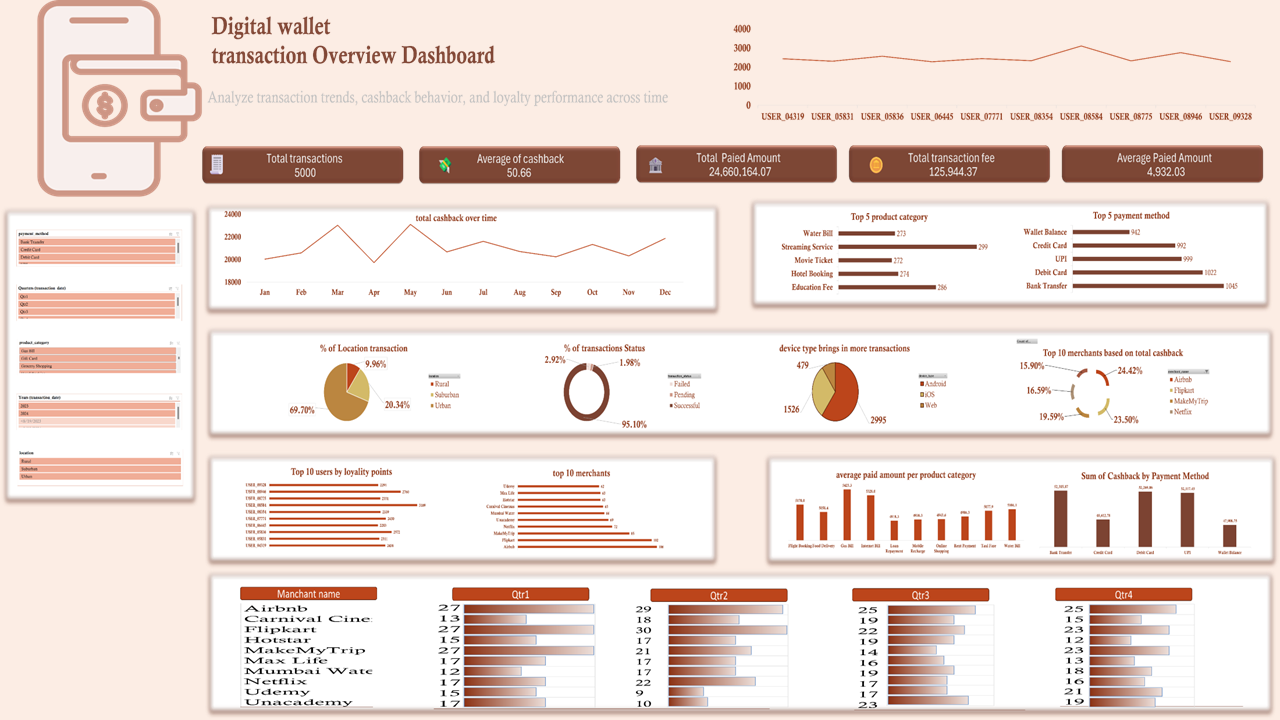 Digital wallet
transaction Overview Dashboard
Analyze transaction trends, cashback behavior, and loyalty performance across time
4000
3000
2000
1000
0
USER_04319 USER_05831 USER_05836 USER_06445 USER_07771 USER_08354 USER_08584 USER_08775 USER_08946 USER_09328
Total transactions
5000
Average of cashback
50.66
Total Paied Amount
24,660,164.07
Total transaction fee
125,944.37
Average Paied Amount
4,932.03
payment_method
Bank Transfer
Credit Card
Debit Card
Quarters (transaction_date)
Qtr1
Qtr2
Qtr3
product_category
Gas Bill
Gift Card
Grocery Shopping
Years (transaction_date)
2023
2024
location
Rural
Suburban
Urban
total cashback over time
24000
22000
20000
18000
Jan Feb Mar Apr May Jun Jul Aug Sep Oct Nov Dec
Top 5 product category
Water Bill 273
Streaming Service 299
Movie Ticket 272
Hotel Booking 274
Education Fee 286
Top 5 payment method
Wallet Balance 942
Credit Card 992
UPI 999
Debit Card 1022
Bank Transfer 1045
% of Location transaction
9.96%
20.34%
69.70%
Rural
Suburban
Urban
% of transactions Status
2.92%
1.98%
95.10%
Failed
Pending
Successful
device type brings in more transactions
479
1526
2995
Android
iOS
Web
Top 10 merchants based on total cashback
15.90%
24.42%
16.59%
19.59%
23.50%
Airbnb
Flipkart
MakeMyTrip
Netflix
Top 10 users by loyality points
USER_09328
USER_08946
USER_08775
USER_08584
USER_08354
USER_07771
USER_06445
USER_05836
USER_05831
USER_04319
top 10 merchants
Udemy
Max Life
Hotstar
Carnival Cinemas
Mumbai Water
Unacademy
Netflix
MakeMyTrip
Flipkart
Airbnb
average paid amount per product category
Flight Booking Food Delivery Gas Bill Internet Bill Loan Repayment Mobile Recharge Online Shopping Rent Payment Taxi Fare Water Bill
Sum of Cashback by Payment Method
Bank Transfer Credit Card Debit Card UPI Wallet Balance
Manchant name Qtr1 Qtr2 Qtr3 Qtr4
Airbnb 27 29 25 25
Carnival Cine 13 18 19 15
Flipkart 27 30 22 23
Hotstar 15 17 19 12
MakeMyTrip 27 21 14 23
Max Life 17 17 16 13
Mumbai Wate 12 17 19 18
Netflix 17 22 17 16
Udemy 15 9 17 21
Unacademy 17 10 23 19